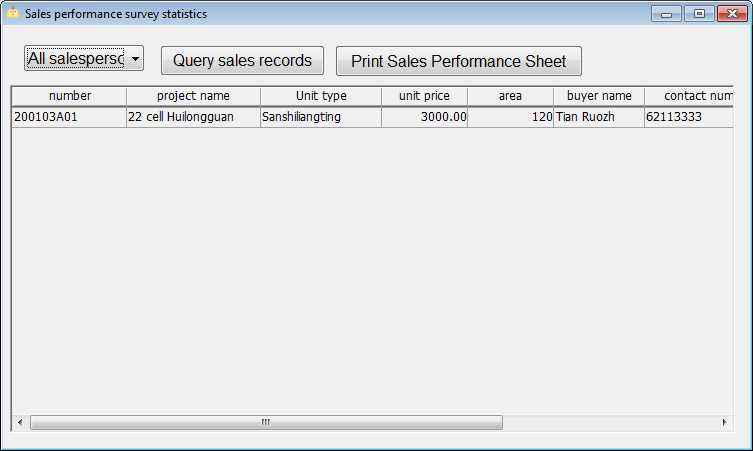 Sales performance survey statistics
All salesperso Query sales records Print Sales Performance Sheet
number project name Unit type unit price area buyer name contact num
200103A01 22 cell Huilongguan Sanshiliangting 3000.00 120 Tian Ruozh 62113333